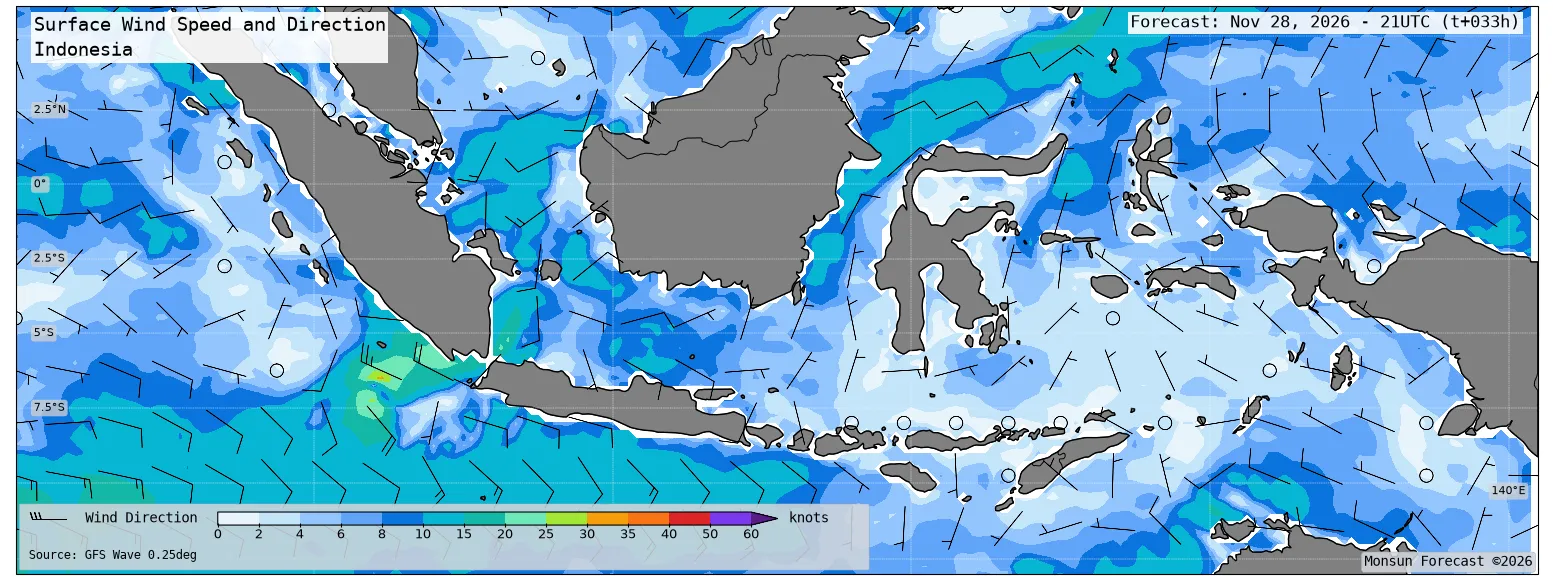 Surface Wind Speed and Direction
Indonesia
Forecast: Nov 28, 2026 - 21UTC (t+033h)
2.5°N
0°
2.5°S
5°S
7.5°S
140°E
Wind Direction
0 2 4 6 8 10 15 20 25 30 35 40 50 60 knots
Source: GFS Wave 0.25deg
Monsun Forecast ©2026